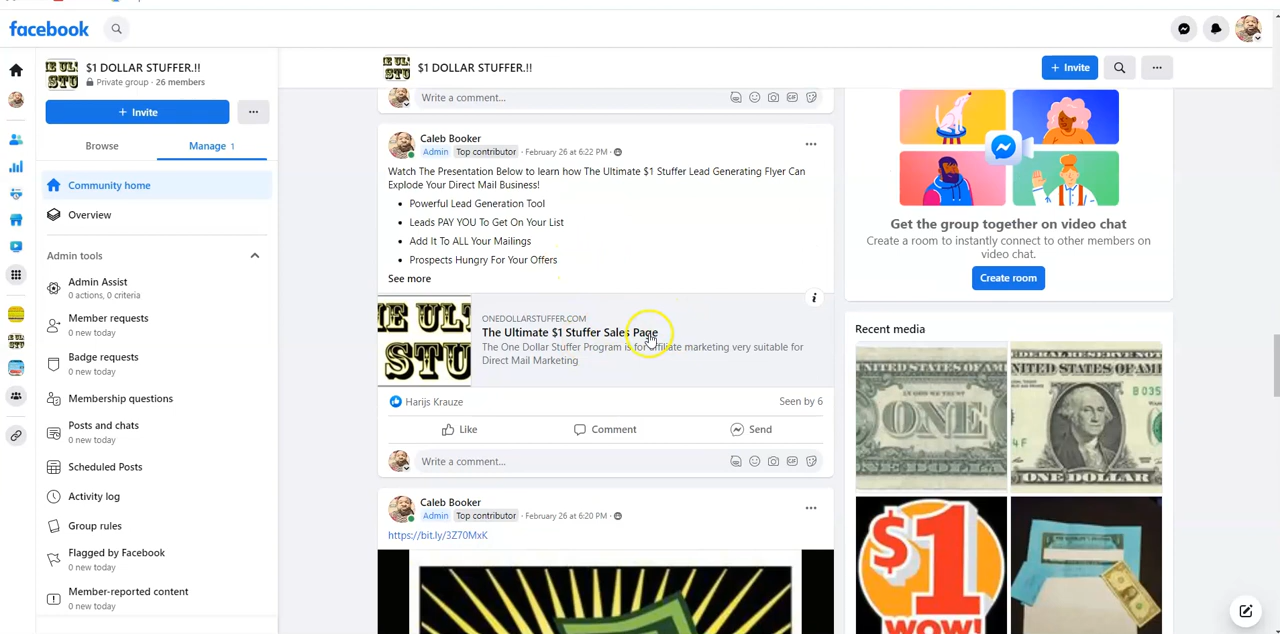 facebook
$1 DOLLAR STUFFER.!!
Private group · 26 members
+ Invite
Browse
Manage 1
Community home
Overview
Admin tools
Admin Assist
0 actions, 0 criteria
Member requests
0 new today
Badge requests
0 new today
Membership questions
Posts and chats
0 new today
Scheduled Posts
Activity log
Group rules
Flagged by Facebook
0 new today
Member-reported content
0 new today
$1 DOLLAR STUFFER.!!
+ Invite
Write a comment...
Caleb Booker
Admin Top contributor · February 26 at 6:22 PM ·
Watch The Presentation Below to learn how The Ultimate $1 Stuffer Lead Generating Flyer Can
Explode Your Direct Mail Business!
• Powerful Lead Generation Tool
• Leads PAY YOU To Get On Your List
• Add It To ALL Your Mailings
• Prospects Hungry For Your Offers
See more
ONEDOLLARSTUFFER.COM
The Ultimate $1 Stuffer Sales Page
The One Dollar Stuffer Program is for affiliate marketing very suitable for
Direct Mail Marketing
Harijs Krauze
Seen by 6
Like
Comment
Send
Write a comment...
Caleb Booker
Admin Top contributor · February 26 at 6:20 PM ·
https://bit.ly/3Z70MxK
Get the group together on video chat
Create a room to instantly connect to other members on
video chat.
Create room
Recent media
ONE
ONE DOLLAR
$1
WOW!